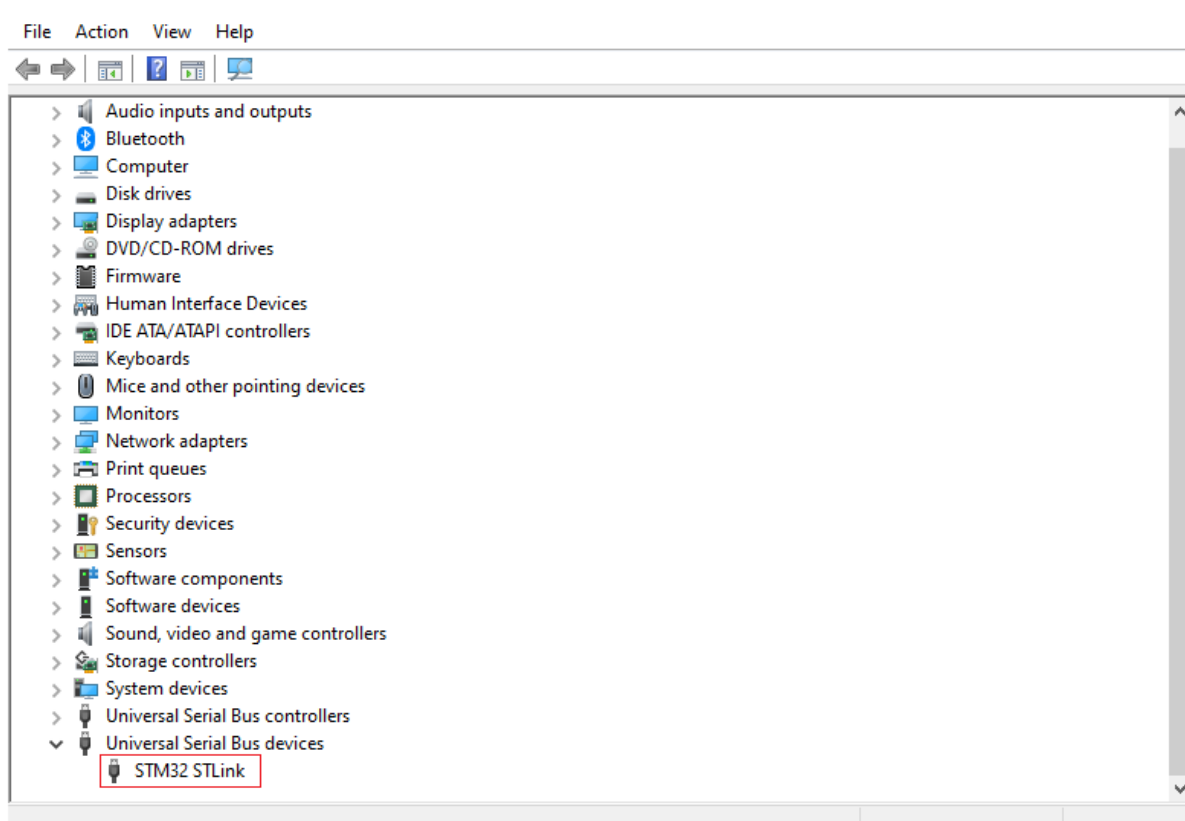 File Action View Help
?
Audio inputs and outputs
Bluetooth
Computer
Disk drives
Display adapters
DVD/CD-ROM drives
Firmware
Human Interface Devices
IDE ATA/ATAPI controllers
Keyboards
Mice and other pointing devices
Monitors
Network adapters
Print queues
Processors
Security devices
Sensors
Software components
Software devices
Sound, video and game controllers
Storage controllers
System devices
Universal Serial Bus controllers
Universal Serial Bus devices
STM32 STLink